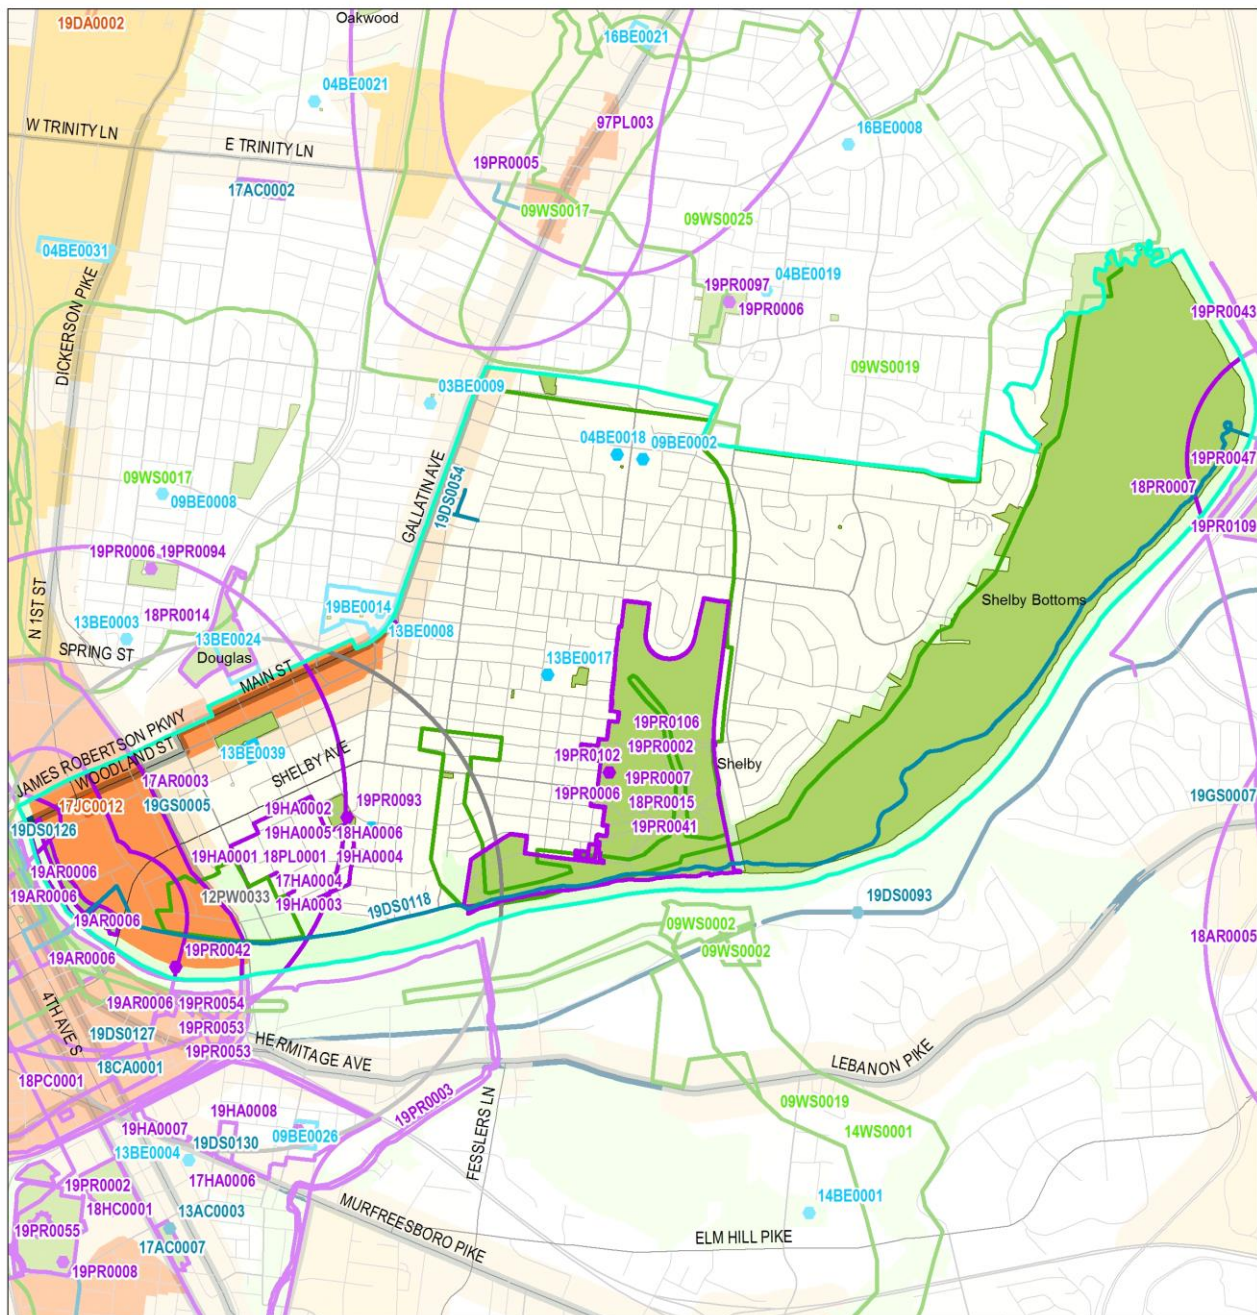 Oakwood
19DA0002
16BE0021
04BE0021
97PL003
W TRINITY LN
E TRINITY LN
16BE0008
19PR0005
17AC0002
09WS0017
09WS0025
04BE0031
04BE0019
19PR0097
19PR0006
19PR0043
DICKERSON PIKE
09WS0019
03BE0009
04BE0018
09BE0002
GALLATIN AVE
19DS0054
19PR0047
18PR0007
09WS0017
09BE0008
19PR0109
19PR0006
19PR0094
N 1ST ST
18PR0014
19BE0014
Shelby Bottoms
13BE0003
13BE0024
13BE0008
SPRING ST
Douglas
13BE0017
MAIN ST
JAMES ROBERTSON PKWY
WOODLAND ST
13BE0039
SHELBY AVE
19PR0106
19PR0102
19PR0002
Shelby
17AR0003
19PR0007
19PR0006
19PR0093
19GS0007
17JC0012
19GS0005
19HA0002
18PR0015
19DS0126
19HA0005
18HA0006
19PR0041
19HA0001
18PL0001
19HA0004
19AR0006
17HA0004
19AR0006
12PW0033
19HA0003
19DS0118
19DS0093
19AR0006
09WS0002
18AR0005
19PR0042
09WS0002
19AR0006
19AR0006
19PR0054
4TH AVE S
19DS0127
19PR0053
HERMITAGE AVE
19PR0053
LEBANON PIKE
18CA0001
18PC0001
19PR0003
09WS0019
19HA0008
FESSLERS LN
19HA0007
19DS0130
09BE0026
14WS0001
13BE0004
17HA0006
19PR0002
14BE0001
18HC0001
13AC0003
MURFREESBORO PIKE
19PR0055
ELM HILL PIKE
17AC0007
19PR0008